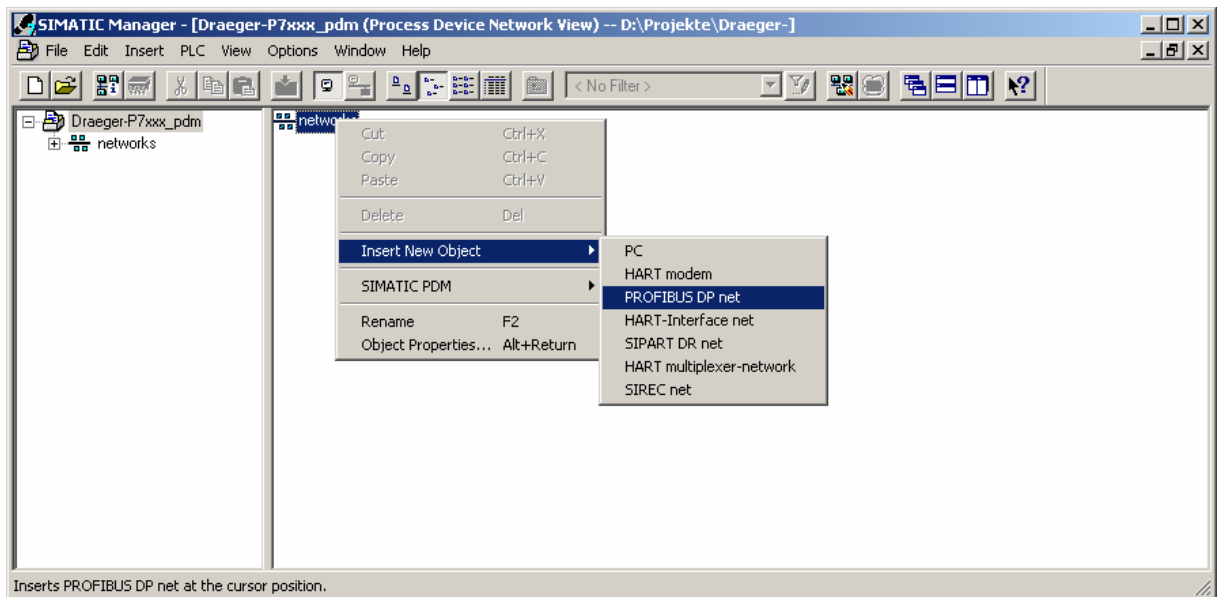 SIMATIC Manager - [Draeger-P7xxx_pdm (Process Device Network View) -- D:\Projekte\Draeger-]
File Edit Insert PLC View Options Window Help
< No Filter >
Draeger-P7xxx_pdm
networks
networks
Cut Ctrl+X
Copy Ctrl+C
Paste Ctrl+V
Delete Del
Insert New Object
SIMATIC PDM
Rename F2
Object Properties... Alt+Return
PC
HART modem
PROFIBUS DP net
HART-Interface net
SIPART DR net
HART multiplexer-network
SIREC net
Inserts PROFIBUS DP net at the cursor position.